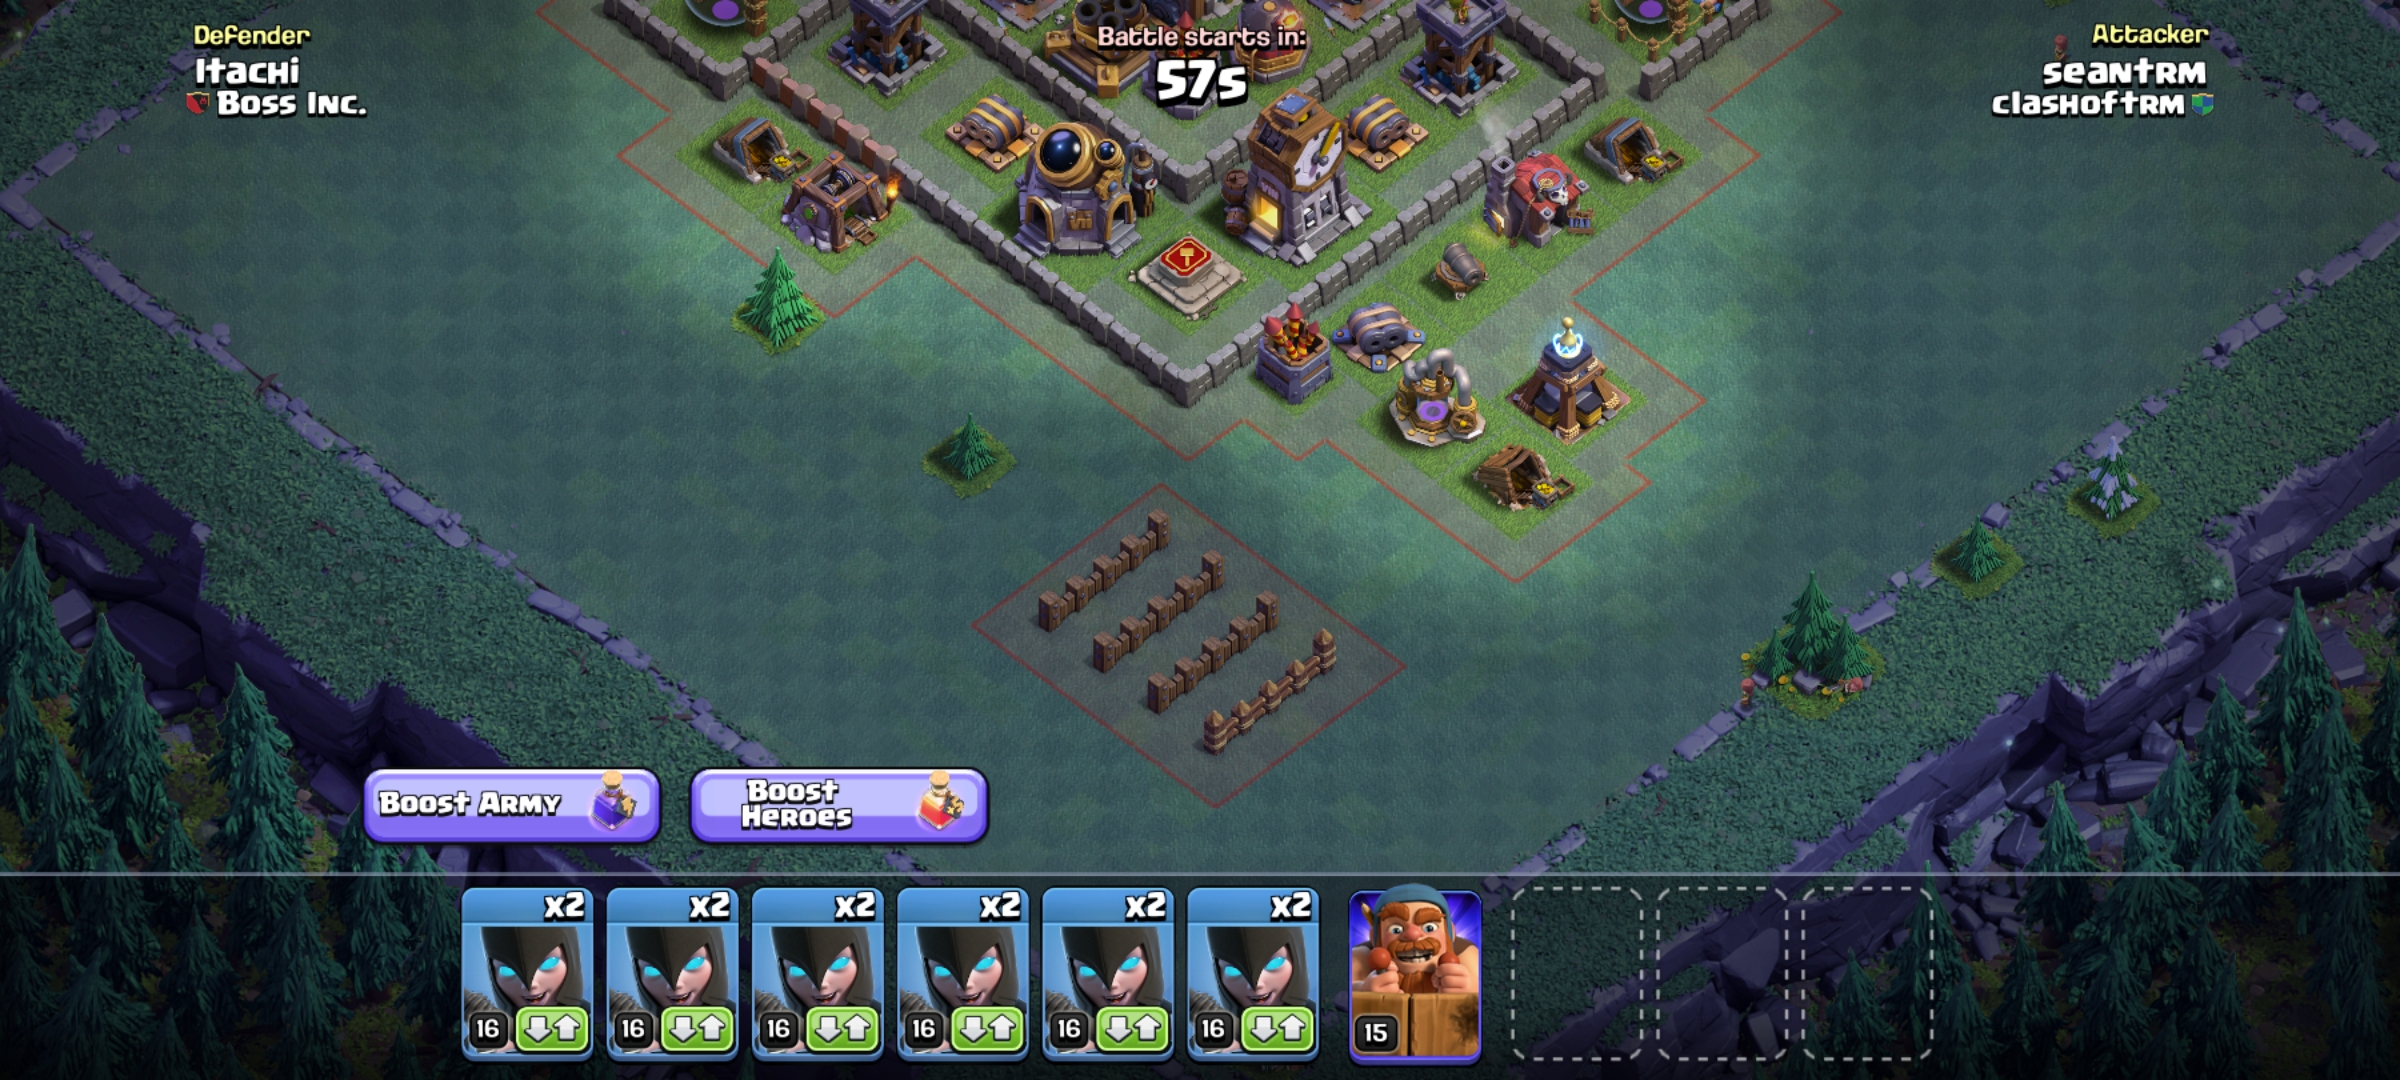 Defender
Itachi
Boss Inc.
Battle starts in:
57s
Attacker
seantRM
clashoftRM
Boost Army
Boost
Heroes
x2
x2
x2
x2
x2
x2
16
16
16
16
16
16
15